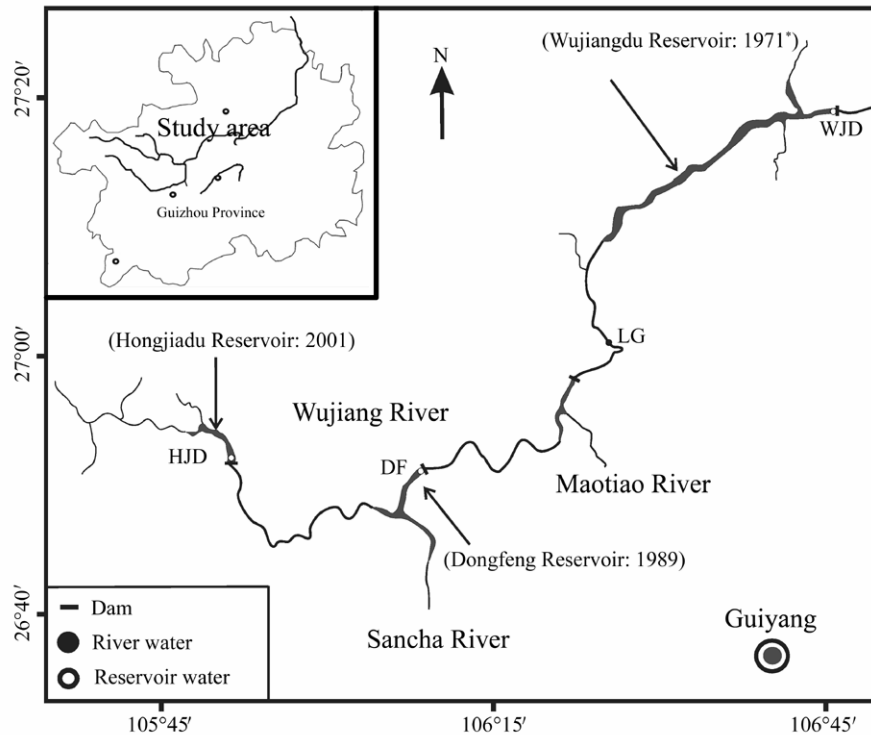 (Wujiangdu Reservoir: 1971*)
N
27°20′
Study area
WJD
Guizhou Province
LG
(Hongjiadu Reservoir: 2001)
27°00′
Wujiang River
HJD
DF
Maotiao River
(Dongfeng Reservoir: 1989)
Dam
River water
Reservoir water
26°40′
Guiyang
Sancha River
105°45′
106°15′
106°45′